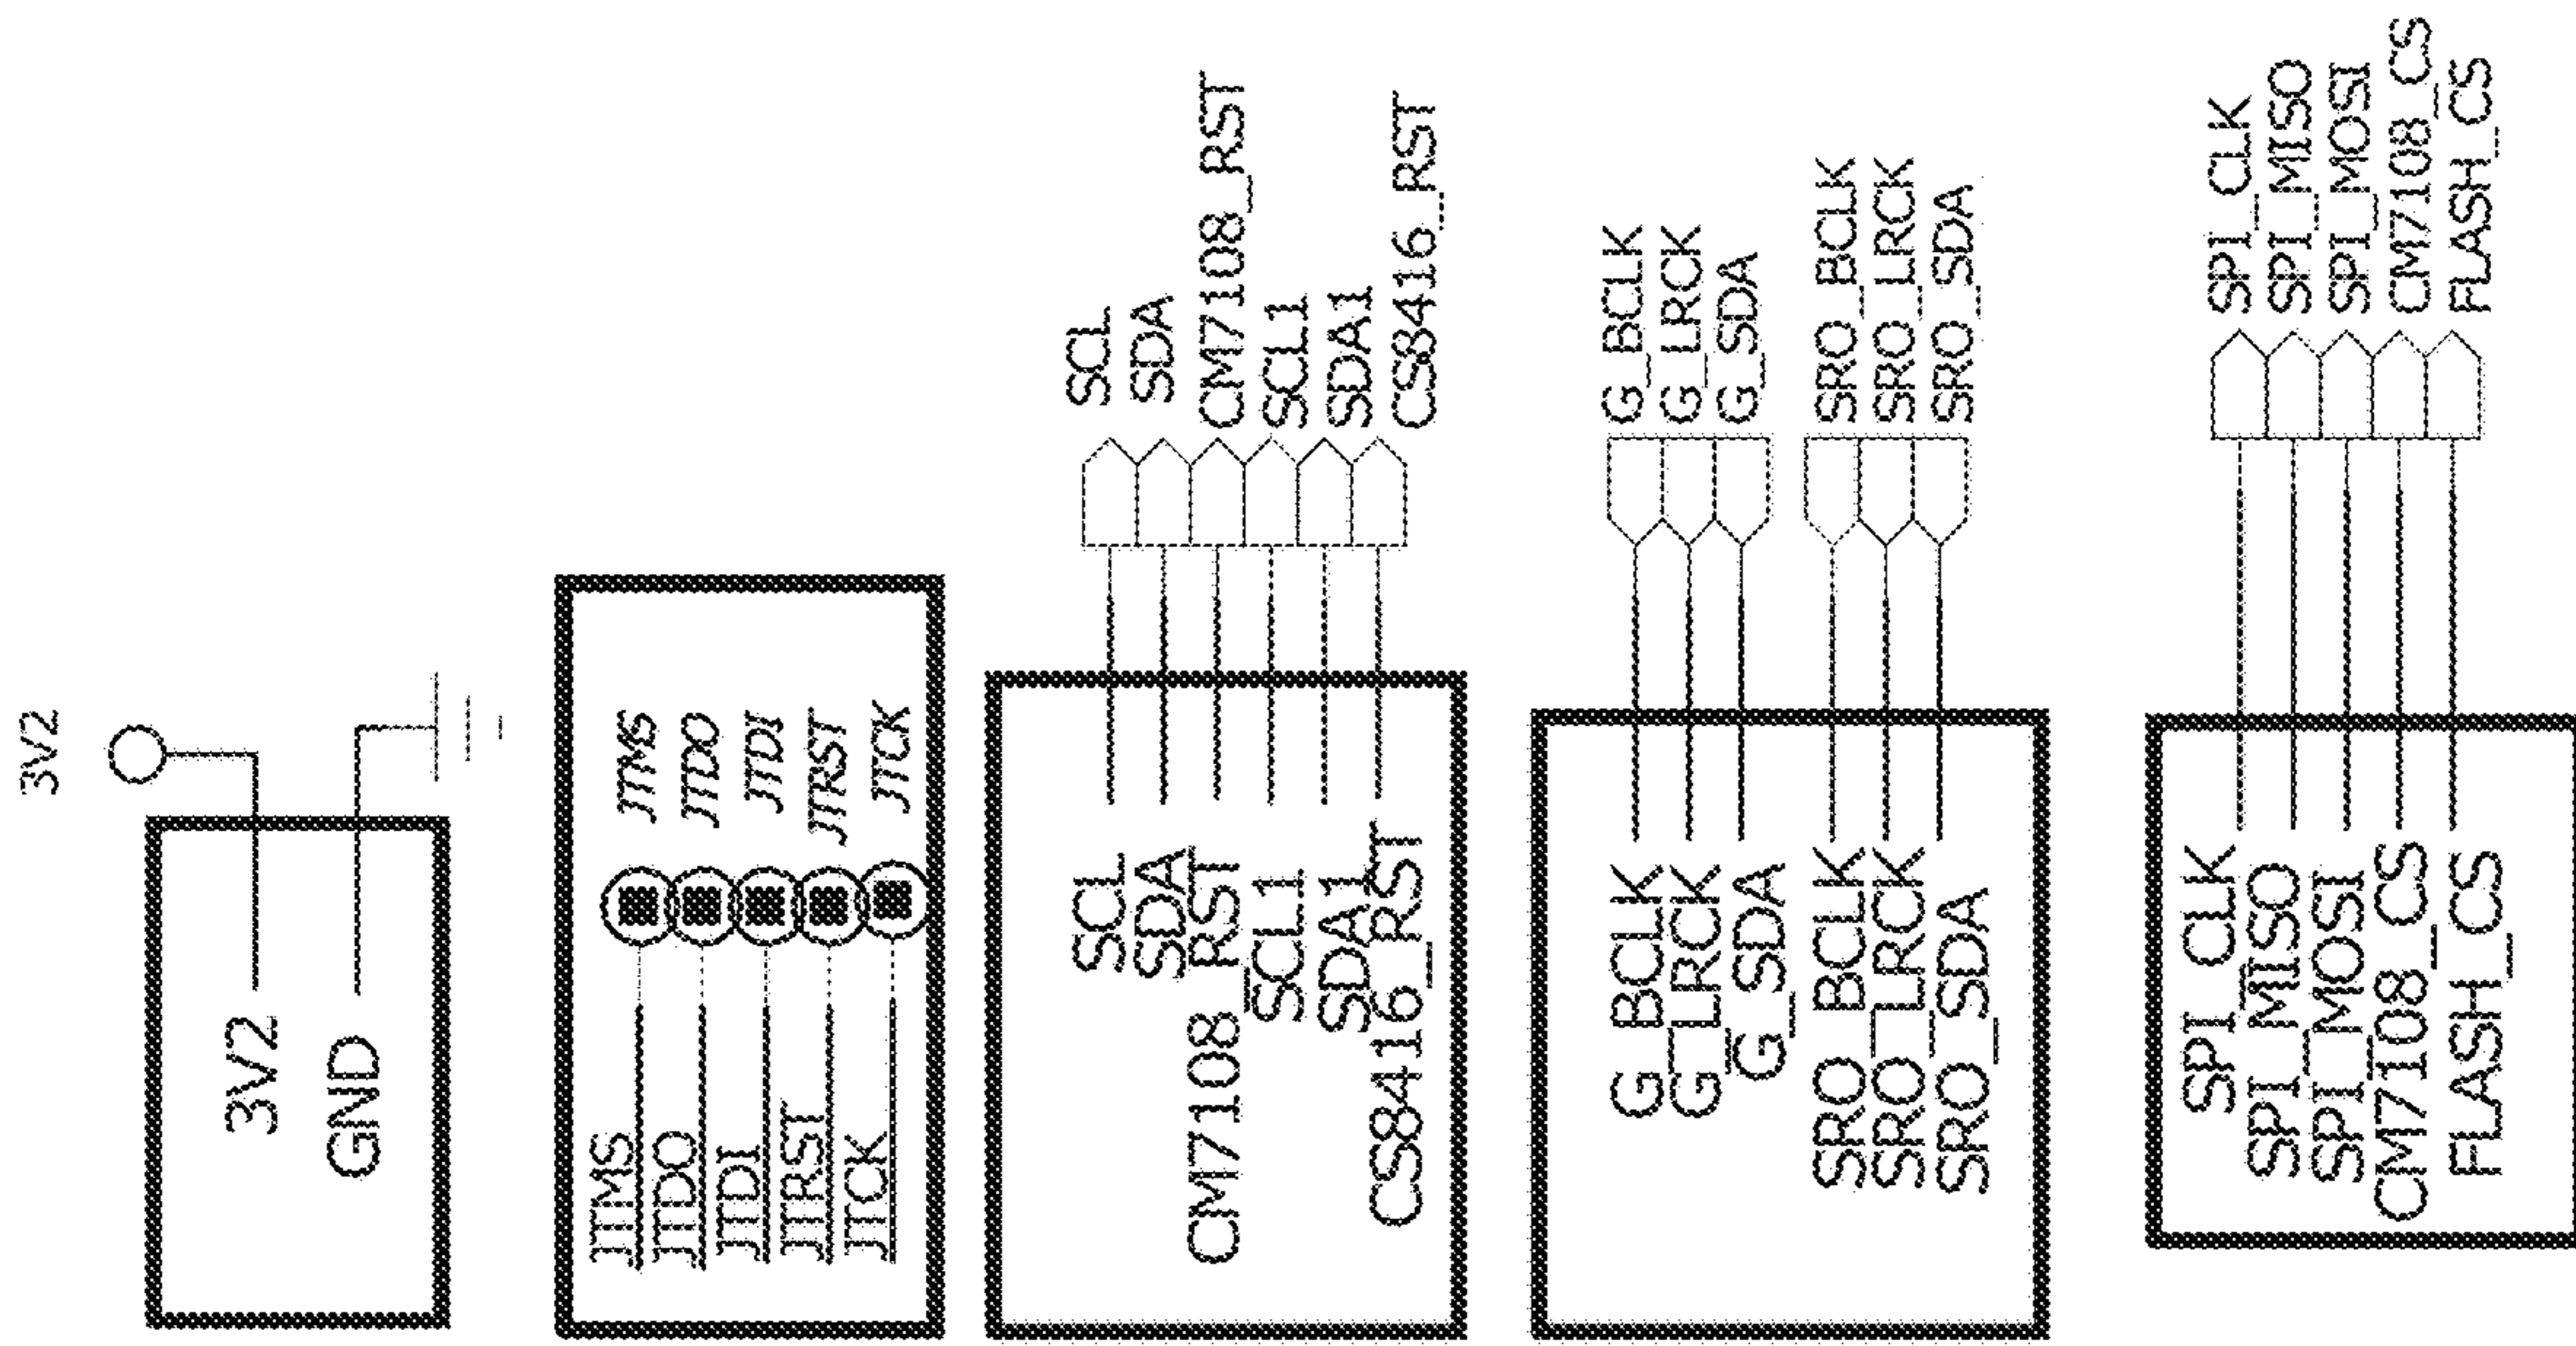 3V2
3V2
GND
JTMS
JTDO
JTDI
JTRST
JTCK
JTMS
JTDO
JTDI
JTRST
JTCK
SCL
SDA
CM7108_RST
SCL1
SDA1
CS8416_RST
SCL
SDA
CM7108_RST
SCL1
SDA1
CS8416_RST
G_BCLK
G_LRCK
G_SDA
SRO_BCLK
SRO_LRCK
SRO_SDA
G_BCLK
G_LRCK
G_SDA
SRO_BCLK
SRO_LRCK
SRO_SDA
SPI_CLK
SPI_MISO
SPI_MOSI
CM7108_CS
FLASH_CS
SPI_CLK
SPI_MISO
SPI_MOSI
CM7108_CS
FLASH_CS